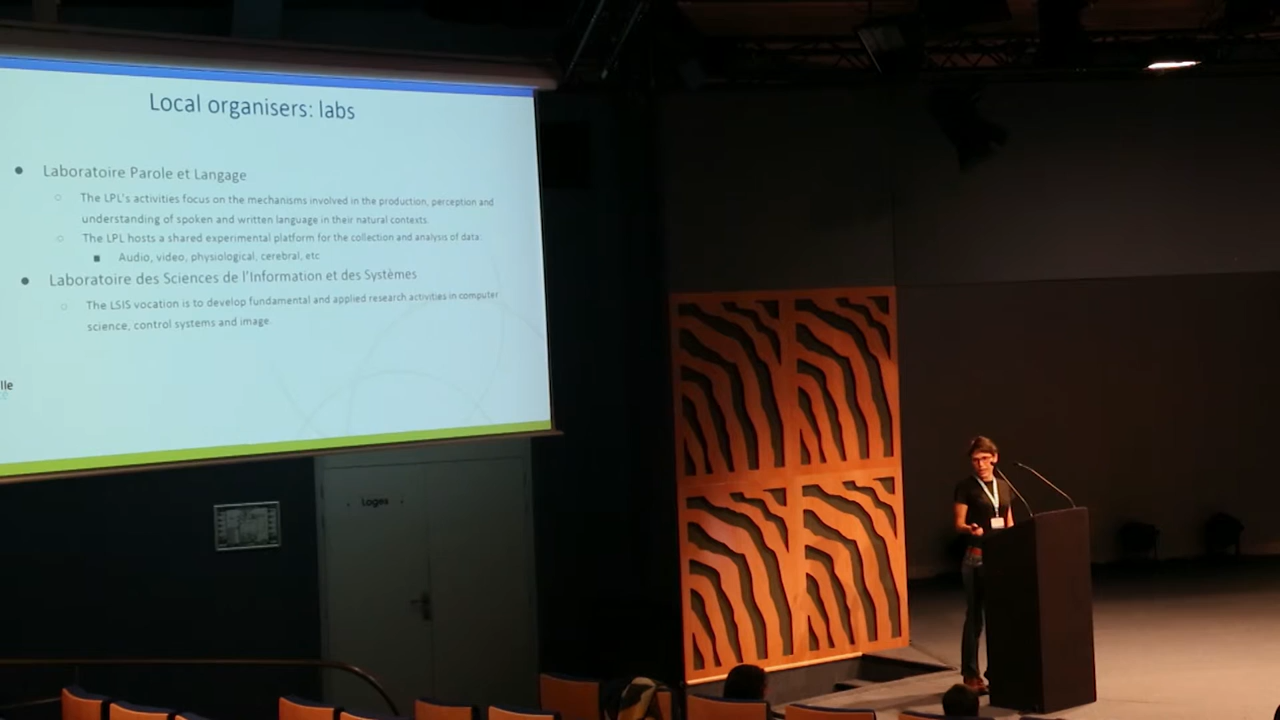 Local organisers: labs
Laboratoire Parole et Langage
The LPL's activities focus on the mechanisms involved in the production, perception and
understanding of spoken and written language in their natural contexts.
The LPL hosts a shared experimental platform for the collection and analysis of data:
Audio, video, physiological, cerebral, etc
Laboratoire des Sciences de l'Information et des Systèmes
The LSIS vocation is to develop fundamental and applied research activities in computer
science, control systems and image.
lle
Loges